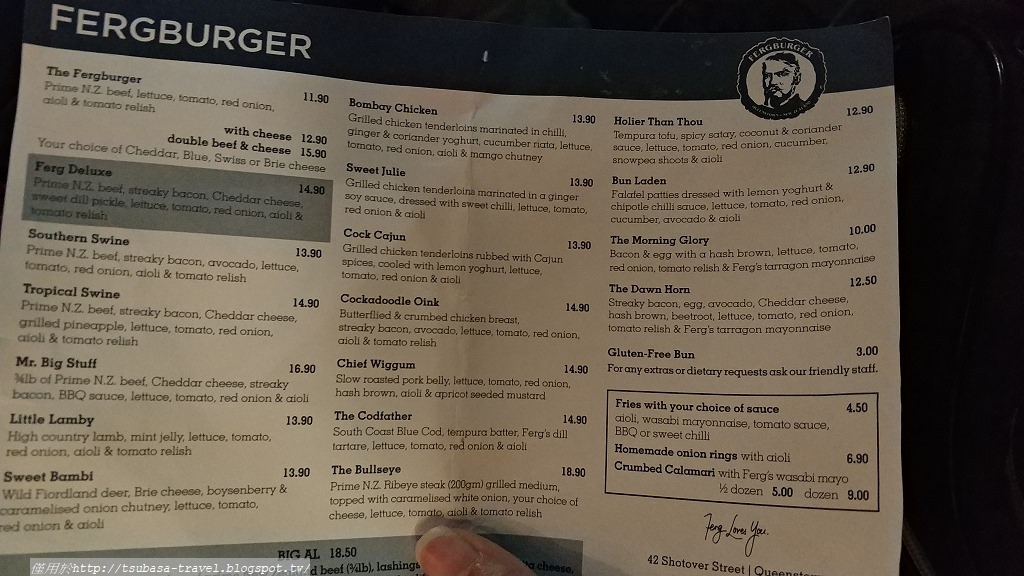 FERGBURGER
FERGBURGER
The Fergburger 11.90
Prime N.Z. beef, lettuce, tomato, red onion,
aioli & tomato relish
with cheese 12.90
double beef & cheese 15.90
Your choice of Cheddar, Blue, Swiss or Brie cheese
Ferg Deluxe 14.90
Prime N.Z. beef, streaky bacon, Cheddar cheese,
sweet dill pickle, lettuce, tomato, red onion, aioli &
tomato relish
Southern Swine 13.90
Prime N.Z. beef, streaky bacon, avocado, lettuce,
tomato, red onion, aioli & tomato relish
Tropical Swine 14.90
Prime N.Z. beef, streaky bacon, Cheddar cheese,
grilled pineapple, lettuce, tomato, red onion,
aioli & tomato relish
Mr. Big Stuff 16.90
¾lb of Prime N.Z. beef, Cheddar cheese, streaky
bacon, BBQ sauce, lettuce, tomato, red onion & aioli
Little Lamby 13.90
High country lamb, mint jelly, lettuce, tomato,
red onion, aioli & tomato relish
Sweet Bambi 13.90
Wild Fiordland deer, Brie cheese, boysenberry &
caramelised onion chutney, lettuce, tomato,
red onion & aioli
Bombay Chicken 13.90
Grilled chicken tenderloins marinated in chilli,
ginger & coriander yoghurt, cucumber riata, lettuce,
tomato, red onion, aioli & mango chutney
Sweet Julie 13.90
Grilled chicken tenderloins marinated in a ginger
soy sauce, dressed with sweet chilli, lettuce, tomato,
red onion & aioli
Cock Cajun 13.90
Grilled chicken tenderloins rubbed with Cajun
spices, cooled with lemon yoghurt, lettuce,
tomato, red onion & aioli
Cockadoodle Oink 14.90
Butterflied & crumbed chicken breast,
streaky bacon, avocado, lettuce, tomato, red onion,
aioli & tomato relish
Chief Wiggum 14.90
Slow roasted pork belly, lettuce, tomato, red onion,
hash brown, aioli & apricot seeded mustard
The Codfather 14.90
South Coast Blue Cod, tempura batter, Ferg's dill
tartare, lettuce, tomato, red onion & aioli
The Bullseye 18.90
Prime N.Z. Ribeye steak (200gm) grilled medium,
topped with caramelised white onion, your choice of
cheese, lettuce, tomato, aioli & tomato relish
Holier Than Thou 12.90
Tempura tofu, spicy satay, coconut & coriander
sauce, lettuce, tomato, red onion, cucumber,
snowpea shoots & aioli
Bun Laden 12.90
Falafel patties dressed with lemon yoghurt &
chipotle chilli sauce, lettuce, tomato, red onion,
cucumber, avocado & aioli
The Morning Glory 10.00
Bacon & egg with a hash brown, lettuce, tomato,
red onion, tomato relish & Ferg's tarragon mayonnaise
The Dawn Horn 12.50
Streaky bacon, egg, avocado, Cheddar cheese,
hash brown, beetroot, lettuce, tomato, red onion,
tomato relish & Ferg's tarragon mayonnaise
Gluten-Free Bun 3.00
For any extras or dietary requests ask our friendly staff.
Fries with your choice of sauce 4.50
aioli, wasabi mayonnaise, tomato sauce,
BBQ or sweet chilli
Homemade onion rings with aioli 6.90
Crumbed Calamari with Ferg's wasabi mayo
½ dozen 5.00 dozen 9.00
Ferg Loves You.
42 Shotover Street |
BIG AL 18.50
beef (¾lb), cheese,
僅用於http://tsubasa-travel.blogspot.tw/